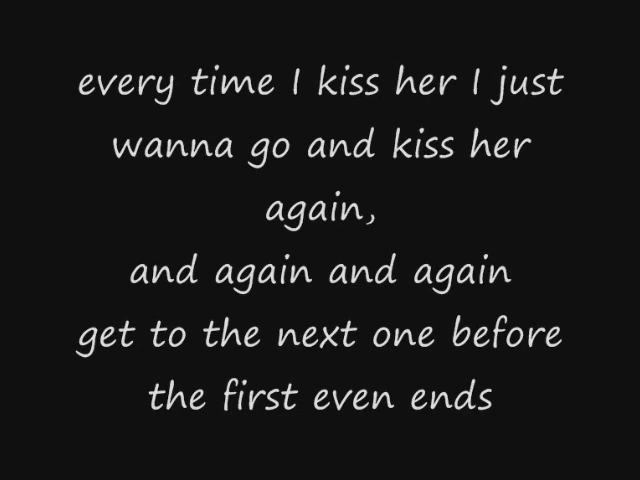 every time I kiss her I just
wanna go and kiss her
again,
and again and again
get to the next one before
the first even ends